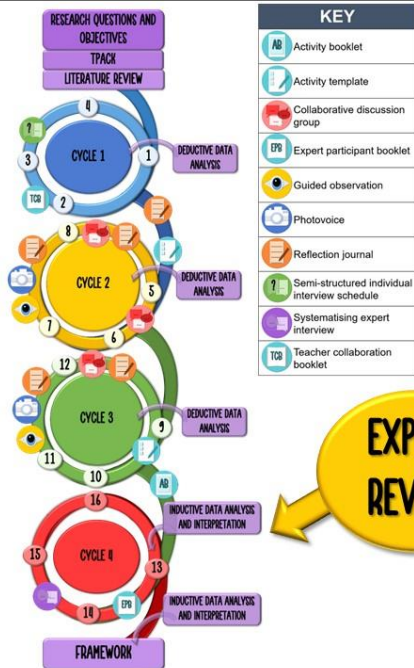 RESEARCH QUESTIONS AND
OBJECTIVES
TPACK
LITERATURE REVIEW
4
?
3
CYCLE 1
1
DEDUCTIVE DATA
ANALYSIS
TCB
2
8
CYCLE 2
5
DEDUCTIVE DATA
ANALYSIS
7
6
12
CYCLE 3
9
DEDUCTIVE DATA
ANALYSIS
11
10
AB
16
INDUCTIVE DATA ANALYSIS
AND INTERPRETATION
15
CYCLE 4
13
14
EPB
INDUCTIVE DATA ANALYSIS
AND INTERPRETATION
FRAMEWORK
KEY
AB Activity booklet
Activity template
Collaborative discussion
group
EPB Expert participant booklet
Guided observation
Photovoice
Reflection journal
? Semi-structured individual
interview schedule
Systematising expert
interview
TCB Teacher collaboration
booklet